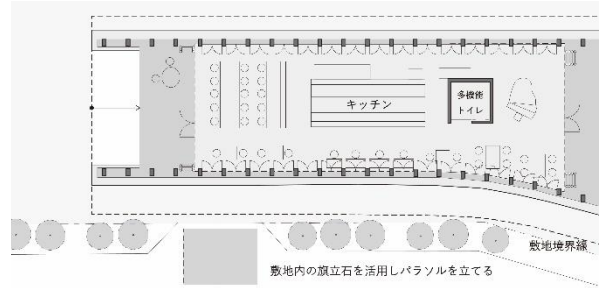 キッチン
多機能
トイレ
敷地境界線
敷地内の旗立石を活用しパラソルを立てる